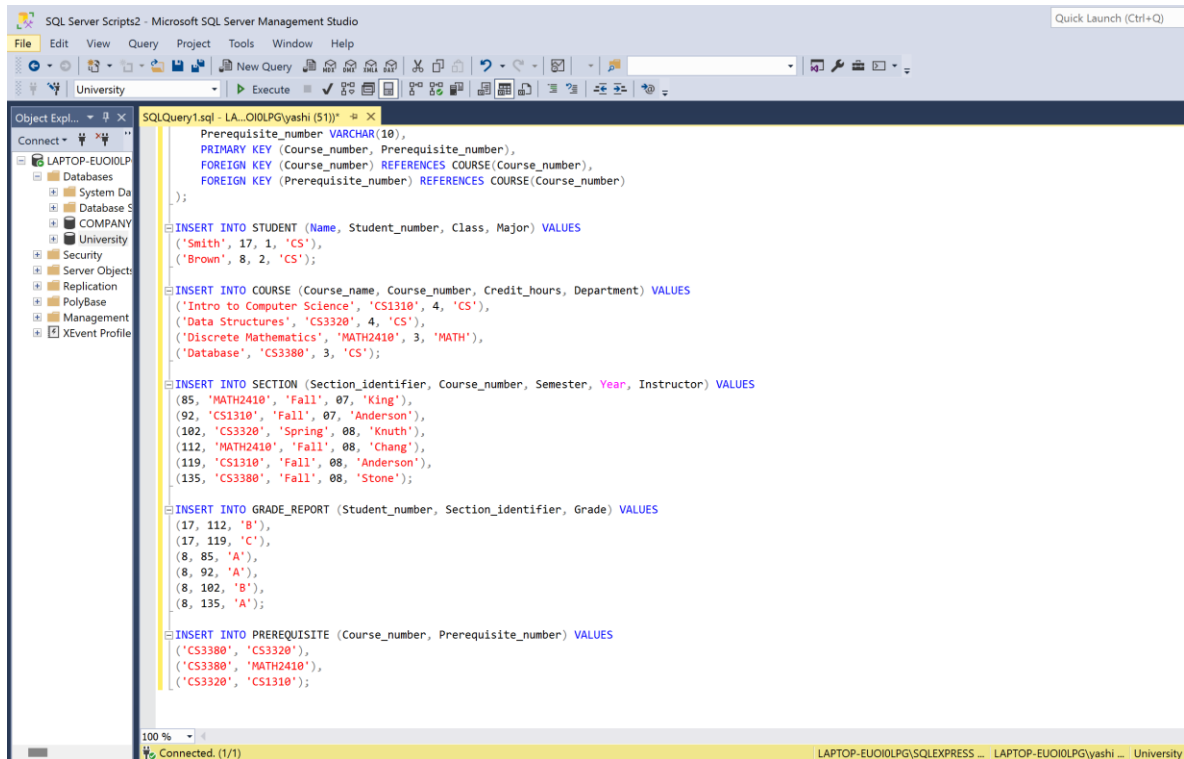 SQL Server Scripts2 - Microsoft SQL Server Management Studio
Quick Launch (Ctrl+Q)
File Edit View Query Project Tools Window Help
New Query
MDX DMX XMLA DAX
University
Execute
Object Expl...
SQLQuery1.sql - LA...OI0LPG\yashi (51))*
Connect
LAPTOP-EUOI0LP
Databases
System Da
Database S
COMPANY
University
Security
Server Objects
Replication
PolyBase
Management
XEvent Profile
Prerequisite_number VARCHAR(10),
PRIMARY KEY (Course_number, Prerequisite_number),
FOREIGN KEY (Course_number) REFERENCES COURSE(Course_number),
FOREIGN KEY (Prerequisite_number) REFERENCES COURSE(Course_number)
);
INSERT INTO STUDENT (Name, Student_number, Class, Major) VALUES
('Smith', 17, 1, 'CS'),
('Brown', 8, 2, 'CS');
INSERT INTO COURSE (Course_name, Course_number, Credit_hours, Department) VALUES
('Intro to Computer Science', 'CS1310', 4, 'CS'),
('Data Structures', 'CS3320', 4, 'CS'),
('Discrete Mathematics', 'MATH2410', 3, 'MATH'),
('Database', 'CS3380', 3, 'CS');
INSERT INTO SECTION (Section_identifier, Course_number, Semester, Year, Instructor) VALUES
(85, 'MATH2410', 'Fall', 07, 'King'),
(92, 'CS1310', 'Fall', 07, 'Anderson'),
(102, 'CS3320', 'Spring', 08, 'Knuth'),
(112, 'MATH2410', 'Fall', 08, 'Chang'),
(119, 'CS1310', 'Fall', 08, 'Anderson'),
(135, 'CS3380', 'Fall', 08, 'Stone');
INSERT INTO GRADE_REPORT (Student_number, Section_identifier, Grade) VALUES
(17, 112, 'B'),
(17, 119, 'C'),
(8, 85, 'A'),
(8, 92, 'A'),
(8, 102, 'B'),
(8, 135, 'A');
INSERT INTO PREREQUISITE (Course_number, Prerequisite_number) VALUES
('CS3380', 'CS3320'),
('CS3380', 'MATH2410'),
('CS3320', 'CS1310');
100 %
Connected. (1/1)
LAPTOP-EUOI0LPG\SQLEXPRESS ... LAPTOP-EUOI0LPG\yashi ... University